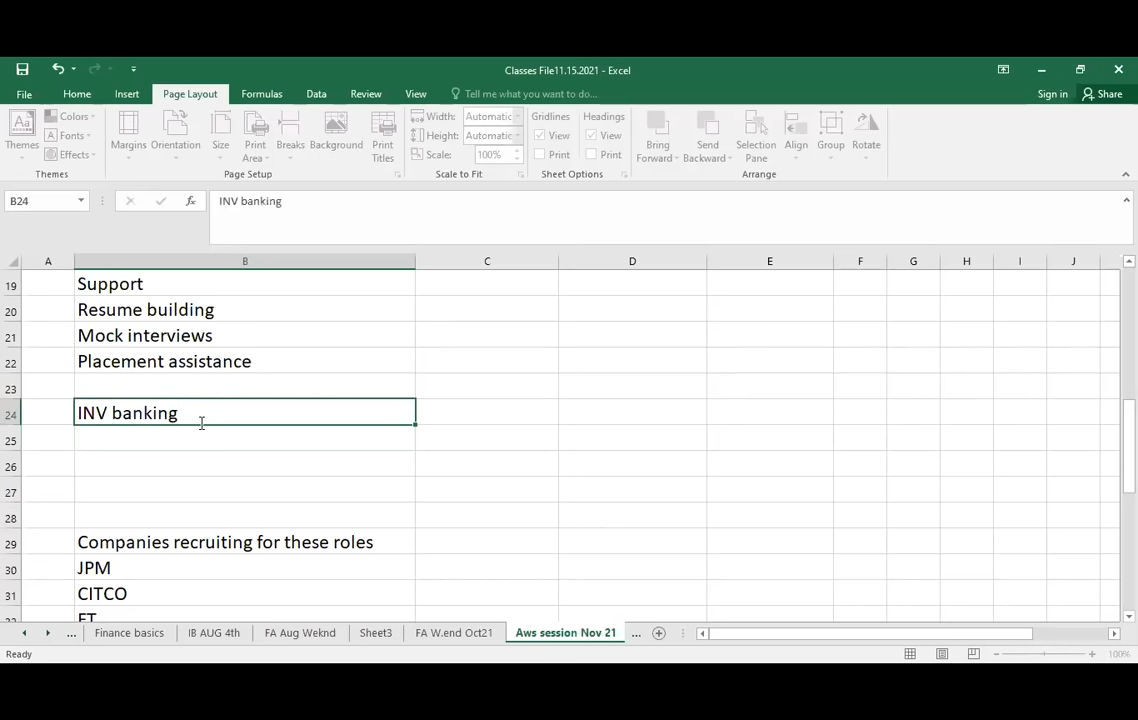 Classes File11.15.2021 - Excel
File Home Insert Page Layout Formulas Data Review View Tell me what you want to do... Sign in Share
Themes Colors Fonts Effects Margins Orientation Size Print Area Breaks Background Print Titles Width: Automatic Height: Automatic Scale: 100% Gridlines View Print Headings View Print Bring Forward Send Backward Selection Pane Align Group Rotate
Themes Page Setup Scale to Fit Sheet Options Arrange
B24 fx INV banking
A B C D E F G H I J
19 Support
20 Resume building
21 Mock interviews
22 Placement assistance
23
24 INV banking
25
26
27
28
29 Companies recruiting for these roles
30 JPM
31 CITCO
... Finance basics IB AUG 4th FA Aug Weknd Sheet3 FA W.end Oct21 Aws session Nov 21 ...
Ready 100%